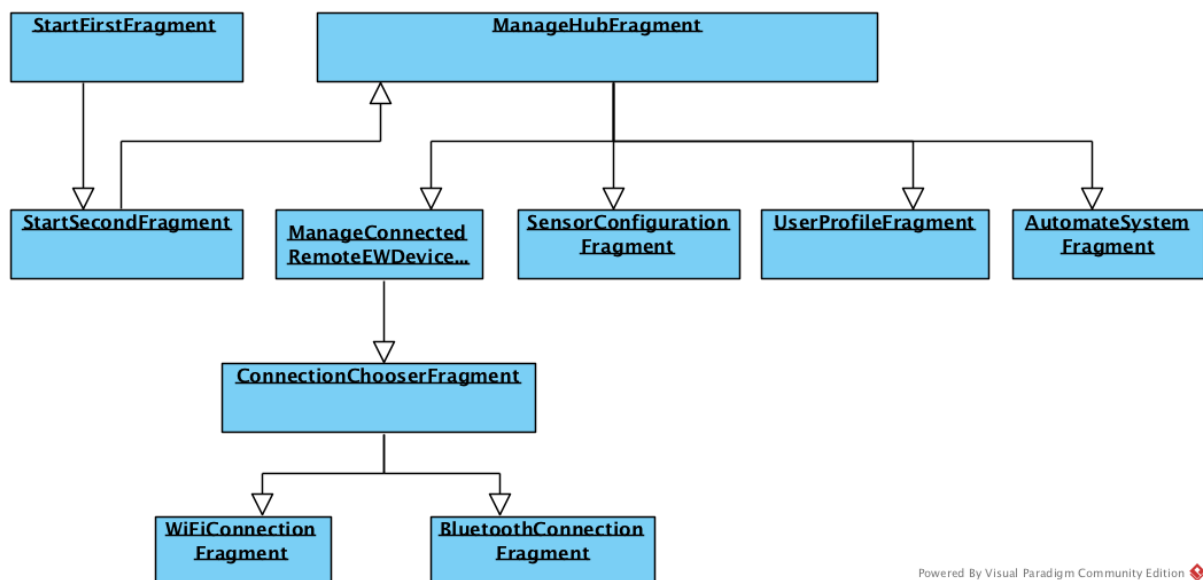 StartFirstFragment
ManageHubFragment
StartSecondFragment
ManageConnected
RemoteEWDevice...
SensorConfiguration
Fragment
UserProfileFragment
AutomateSystem
Fragment
ConnectionChooserFragment
WiFiConnection
Fragment
BluetoothConnection
Fragment
Powered By Visual Paradigm Community Edition